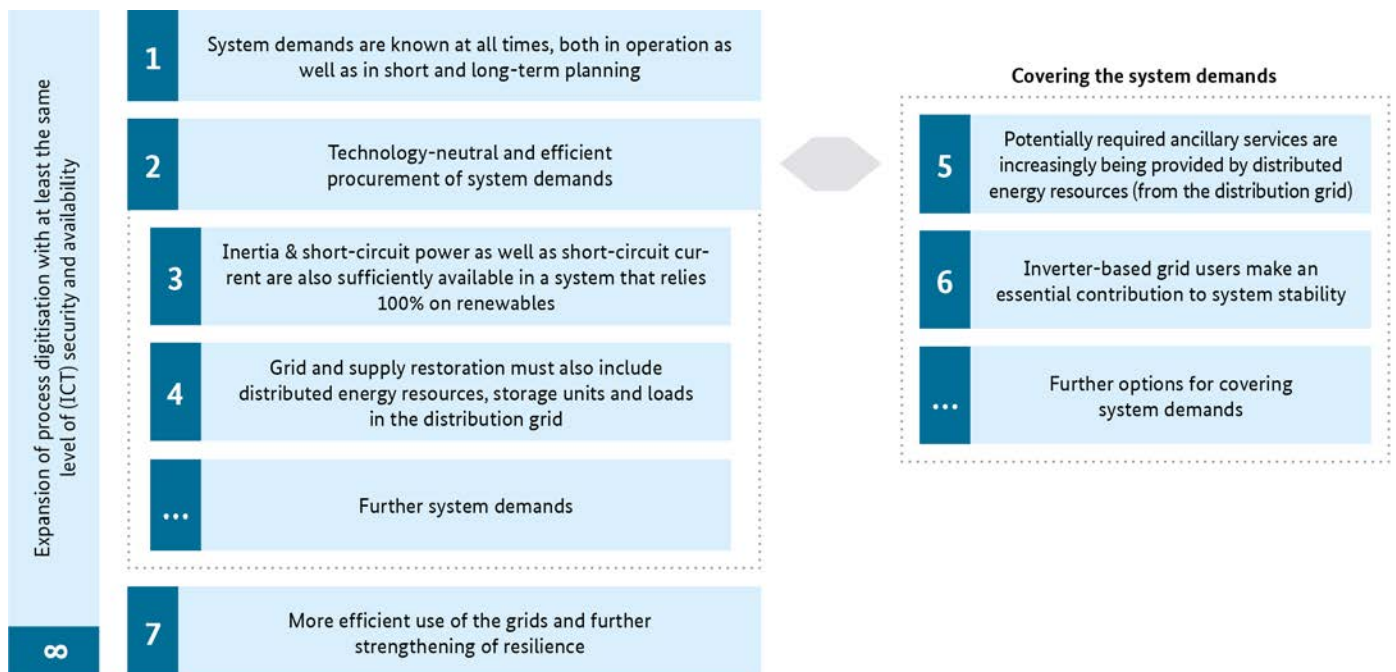 Expansion of process digitisation with at least the same
level of (ICT) security and availability
8
1
System demands are known at all times, both in operation as
well as in short and long-term planning
2
Technology-neutral and efficient
procurement of system demands
3
Inertia & short-circuit power as well as short-circuit cur-
rent are also sufficiently available in a system that relies
100% on renewables
4
Grid and supply restoration must also include
distributed energy resources, storage units and loads
in the distribution grid
...
Further system demands
7
More efficient use of the grids and further
strengthening of resilience
Covering the system demands
5
Potentially required ancillary services are
increasingly being provided by distributed
energy resources (from the distribution grid)
6
Inverter-based grid users make an
essential contribution to system stability
...
Further options for covering
system demands